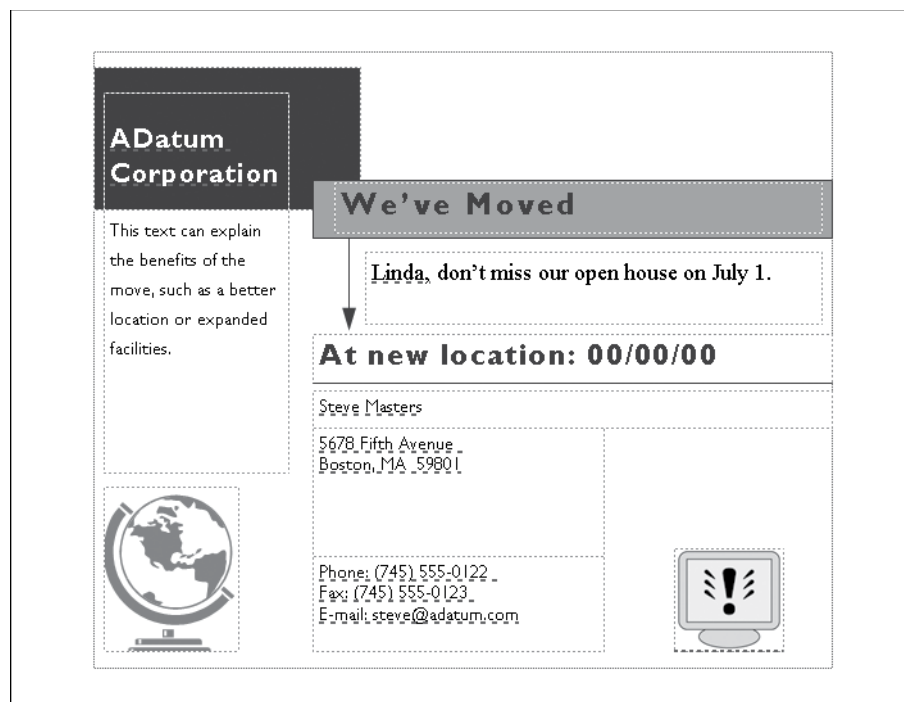 ADatum
Corporation
We've Moved
This text can explain
the benefits of the
move, such as a better
location or expanded
facilities.
Linda, don't miss our open house on July 1.
At new location: 00/00/00
Steve Masters
5678 Fifth Avenue
Boston, MA 59801
Phone: (745) 555-0122
Fax: (745) 555-0123
E-mail: steve@adatum.com